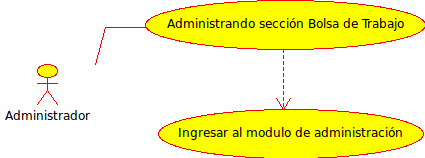 Administrando sección Bolsa de Trabajo
Administrador
Ingresar al modulo de administración